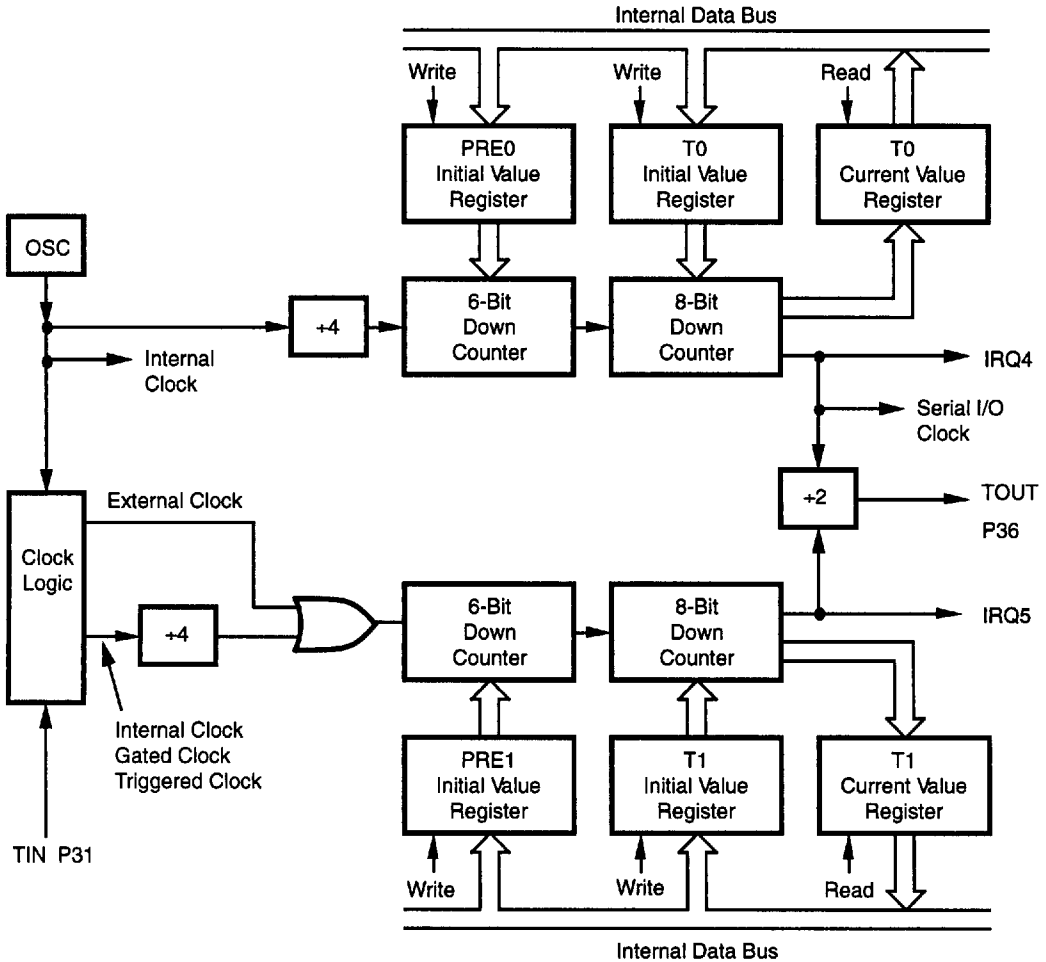 Internal Data Bus
Write
Write
Read
PRE0
Initial Value
Register
T0
Initial Value
Register
T0
Current Value
Register
OSC
÷4
6-Bit
Down
Counter
8-Bit
Down
Counter
Internal
Clock
IRQ4
Serial I/O
Clock
External Clock
÷2
TOUT
P36
Clock
Logic
÷4
6-Bit
Down
Counter
8-Bit
Down
Counter
IRQ5
Internal Clock
Gated Clock
Triggered Clock
PRE1
Initial Value
Register
T1
Initial Value
Register
T1
Current Value
Register
TIN P31
Write
Write
Read
Internal Data Bus